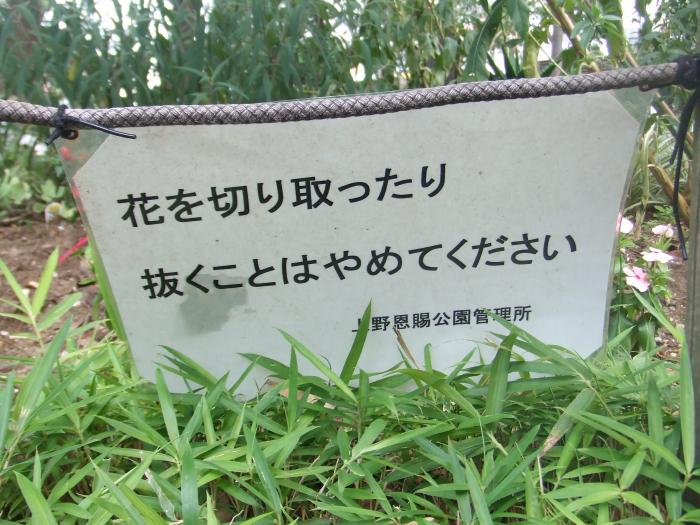 花を切り取ったり
抜くことはやめてください
上野恩賜公園管理所